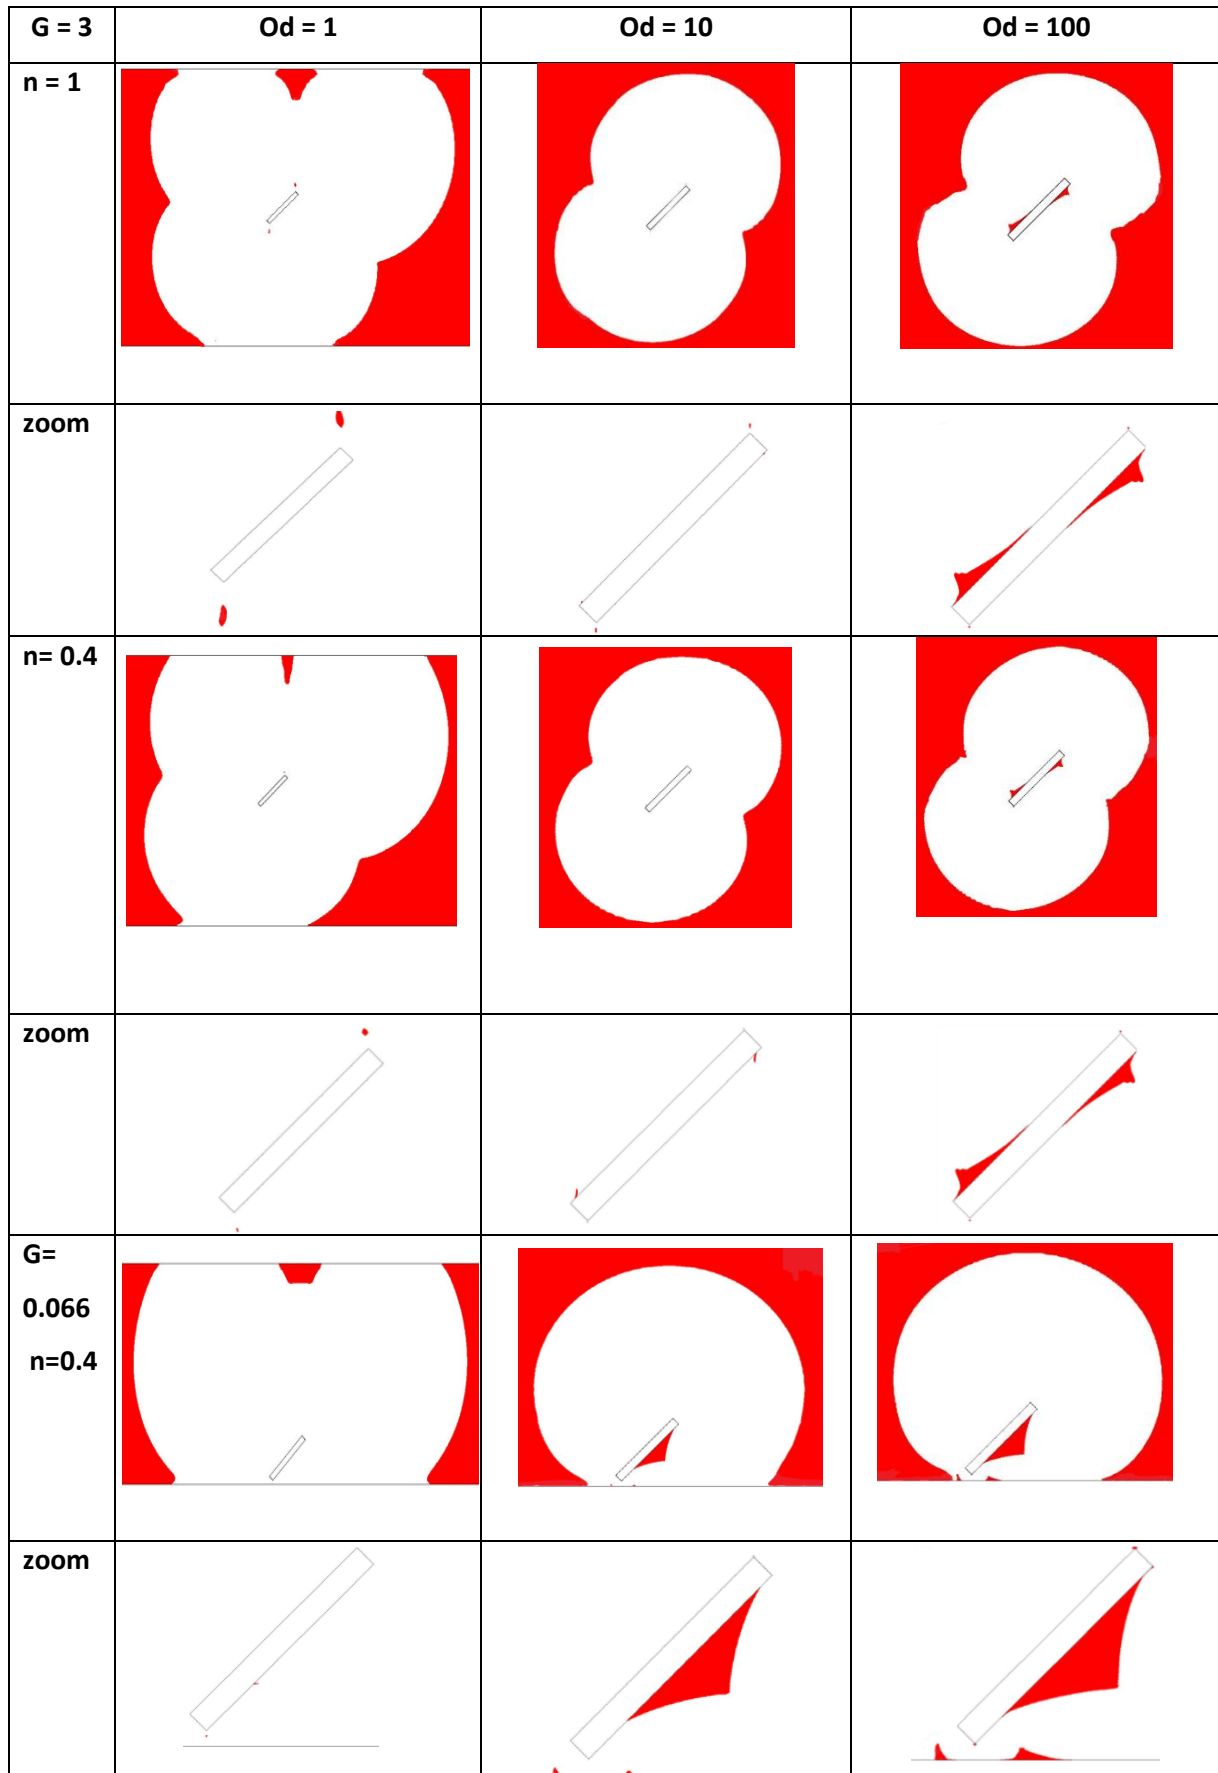 G = 3 Od = 1 Od = 10 Od = 100
n = 1
zoom
n= 0.4
zoom
G=
0.066
n=0.4
zoom